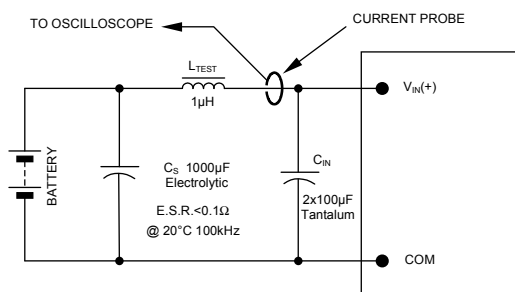 TO OSCILLOSCOPE
CURRENT PROBE
LTEST
1µH
VIN(+)
BATTERY
CS 1000µF
Electrolytic
E.S.R.<0.1Ω
@ 20°C 100kHz
CIN
2x100µF
Tantalum
COM